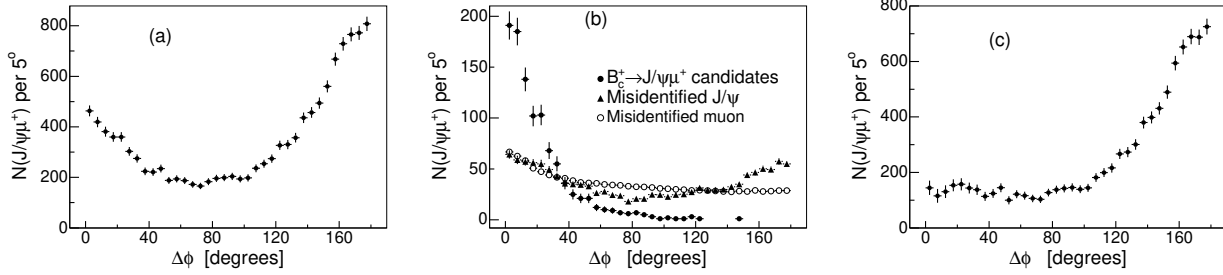 N(J/ψμ⁺) per 5°
800
600
400
200
0
(a)
0 40 80 120 160
Δϕ [degrees]
N(J/ψμ⁺) per 5°
200
150
100
50
0
(b)
● B_c⁺→J/ψμ⁺ candidates
▲ Misidentified J/ψ
○ Misidentified muon
0 40 80 120 160
Δϕ [degrees]
N(J/ψμ⁺) per 5°
800
600
400
200
0
(c)
0 40 80 120 160
Δϕ [degrees]